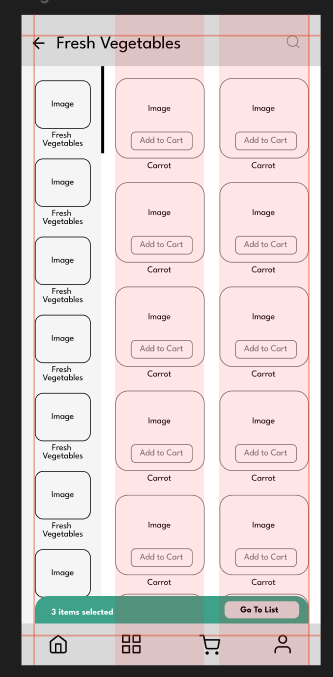 Fresh Vegetables
Image
Fresh
Vegetables
Image
Fresh
Vegetables
Image
Fresh
Vegetables
Image
Fresh
Vegetables
Image
Fresh
Vegetables
Image
Fresh
Vegetables
Image
Image
Add to Cart
Carrot
Image
Add to Cart
Carrot
Image
Add to Cart
Carrot
Image
Add to Cart
Carrot
Image
Add to Cart
Carrot
Image
Add to Cart
Carrot
Image
Add to Cart
Carrot
Image
Add to Cart
Carrot
Image
Add to Cart
Carrot
Image
Add to Cart
Carrot
3 items selected
Go To List